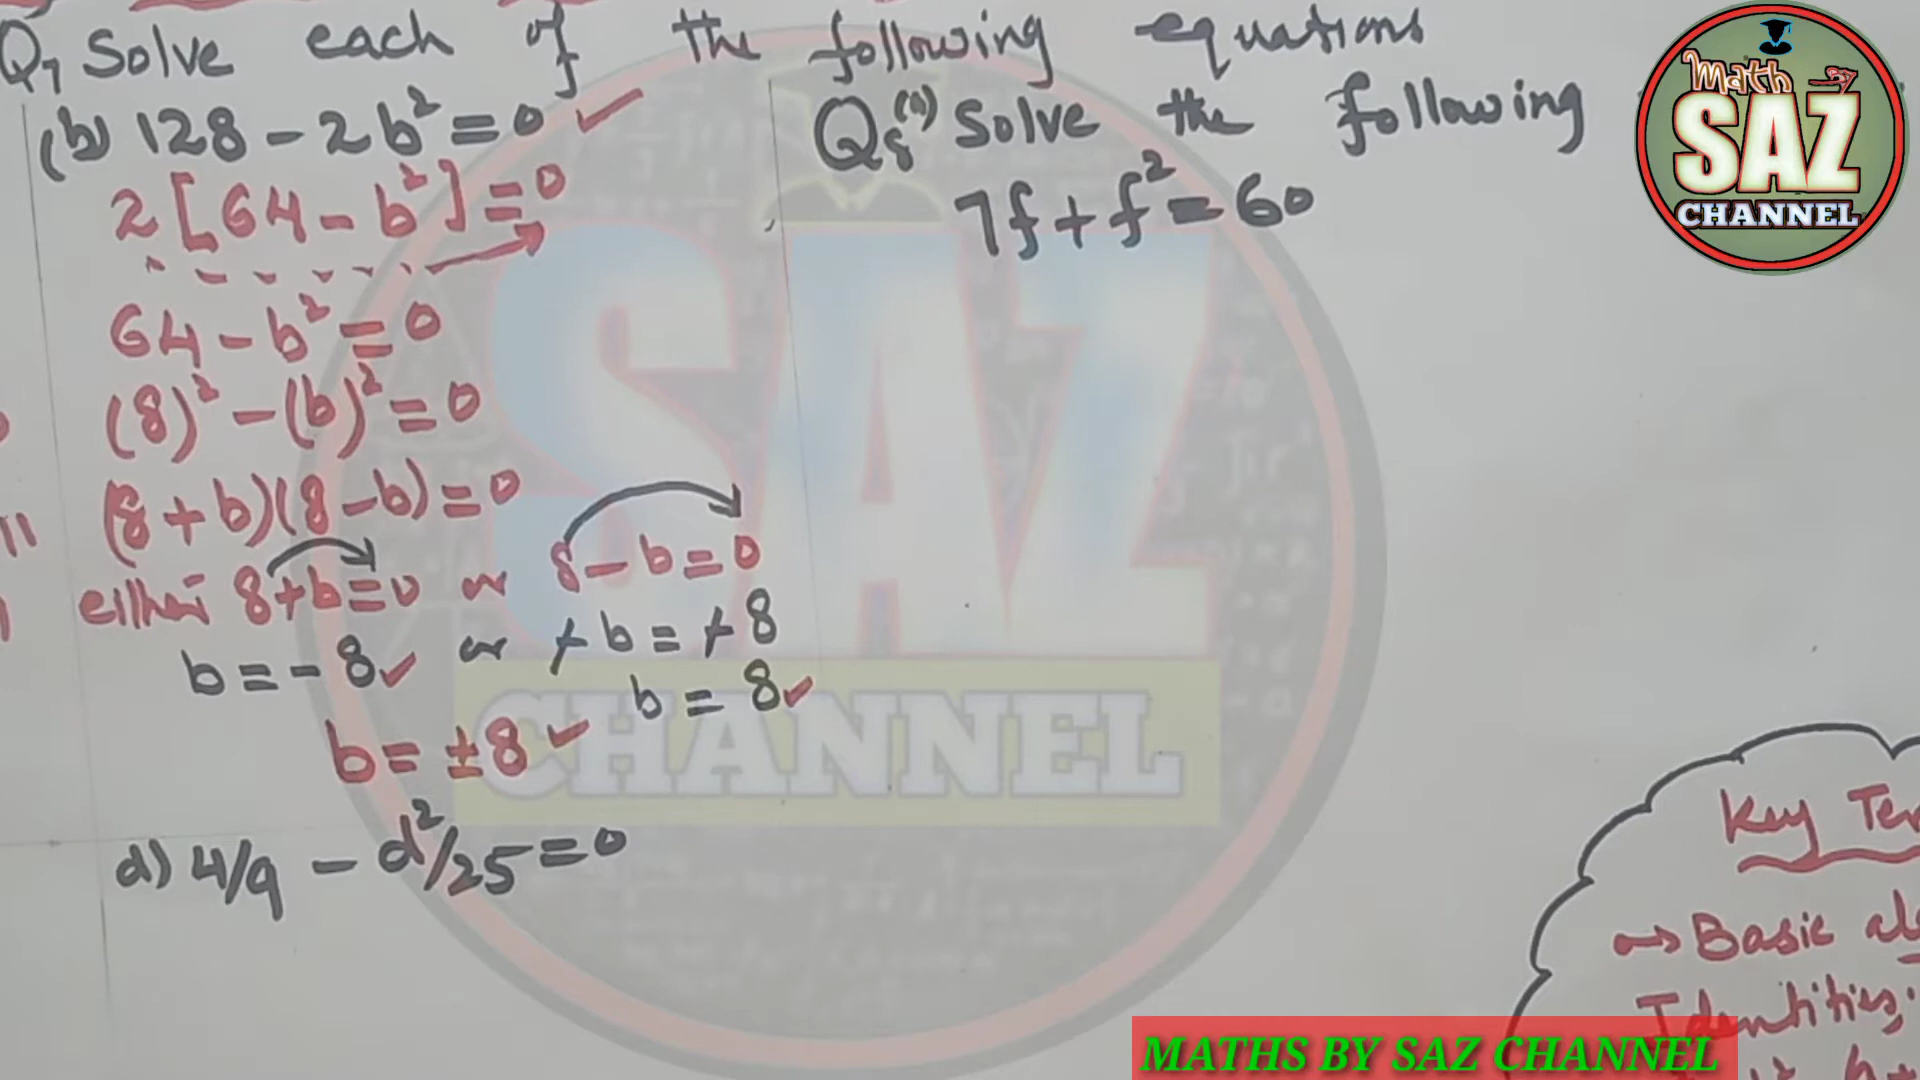 Q7 Solve each of the following equations
(b) 128 - 2b² = 0 ✓
2[64 - b²] = 0
64 - b² = 0
(8)² - (b)² = 0
(8 + b)(8 - b) = 0
either 8 + b = 0 or 8 - b = 0
b = - 8 ✓ or - b = - 8
b = 8 ✓
b = ±8 ✓
d) 4/9 - d²/25 = 0
Q8 Solve the following
7f + f² = 60
Key
Basic
Identities:
Math
SAZ
CHANNEL
SAZ
CHANNEL
MATHS BY SAZ CHANNEL